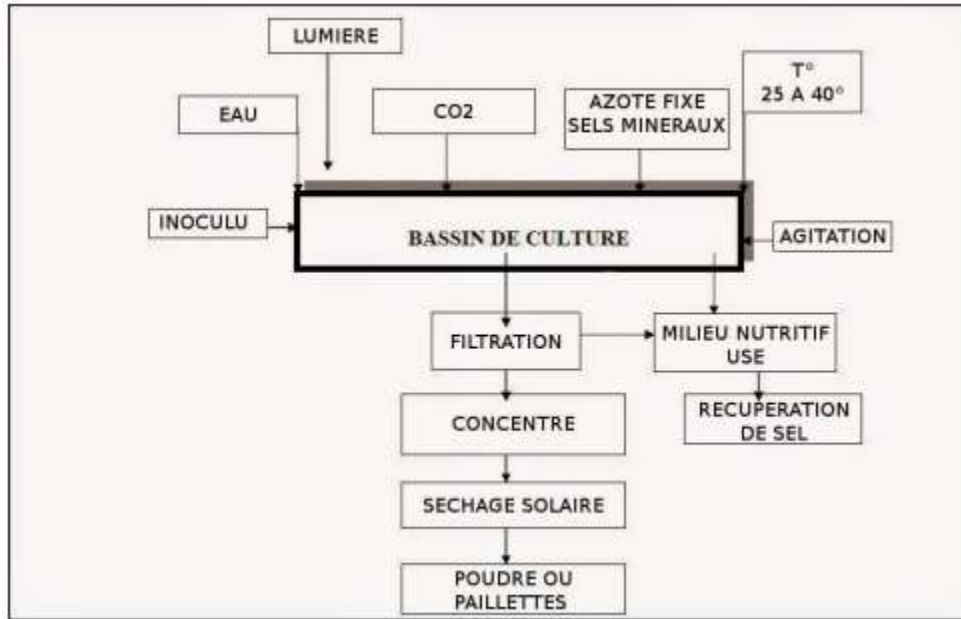 LUMIERE
T°
25 A 40°
EAU
CO2
AZOTE FIXE
SELS MINERAUX
INOCULU
BASSIN DE CULTURE
AGITATION
FILTRATION
MILIEU NUTRITIF
USE
CONCENTRE
RECUPERATION
DE SEL
SECHAGE SOLAIRE
POUDRE OU
PAILLETTES